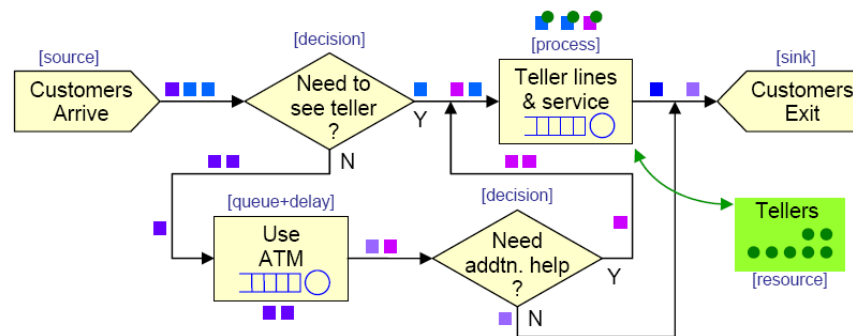 [source]
Customers
Arrive
[decision]
Need to
see teller
?
Y
N
[process]
Teller lines
& service
[sink]
Customers
Exit
[queue+delay]
Use
ATM
[decision]
Need
addtn. help
?
Y
N
Tellers
[resource]